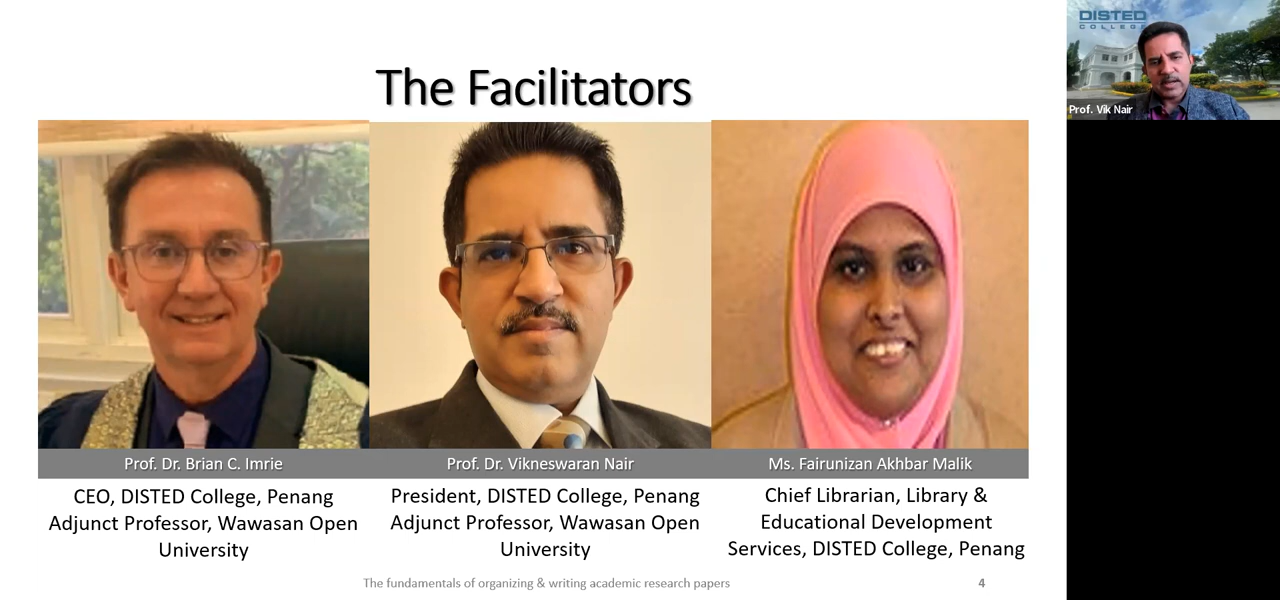 The Facilitators
Prof. Dr. Brian C. Imrie
CEO, DISTED College, Penang
Adjunct Professor, Wawasan Open
University
Prof. Dr. Vikneswaran Nair
President, DISTED College, Penang
Adjunct Professor, Wawasan Open
University
Ms. Fairunizan Akhbar Malik
Chief Librarian, Library &
Educational Development
Services, DISTED College, Penang
The fundamentals of organizing & writing academic research papers
4
DISTED
COLLEGE
Prof. Vik Nair